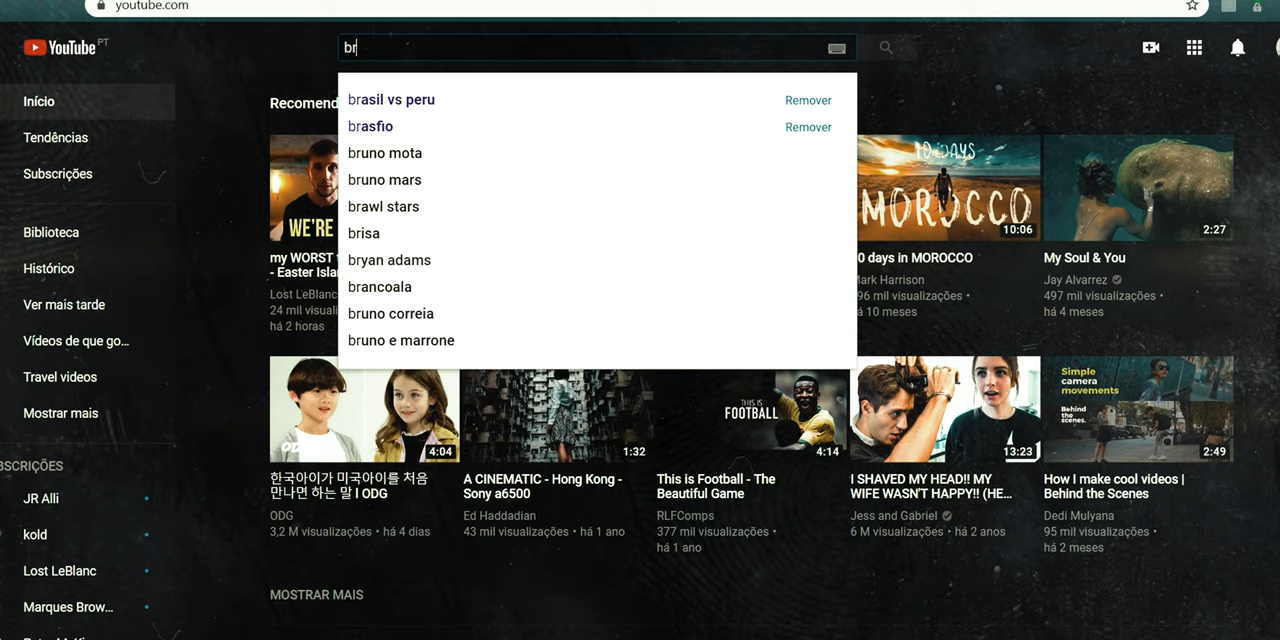 youtube.com
YouTube PT
br
Início
Tendências
Subscrições
Biblioteca
Histórico
Ver mais tarde
Vídeos de que go...
Travel videos
Mostrar mais
BSCRIÇÕES
JR Alli
kold
Lost LeBlanc
Marques Brow...
Recomend
brasil vs peru Remover
brasfio Remover
bruno mota
bruno mars
brawl stars
brisa
bryan adams
brancoala
bruno correia
bruno e marrone
WE'RE
my WORST
- Easter Isla
Lost LeBlanc
24 mil visuali
há 2 horas
10 DAYS
MOROCCO
10:06
0 days in MOROCCO
Mark Harrison
96 mil visualizações •
há 10 meses
2:27
My Soul & You
Jay Alvarrez
497 mil visualizações •
há 4 meses
OD
4:04
한국아이가 미국아이를 처음
만나면 하는 말 l ODG
ODG
3,2 M visualizações • há 4 dias
1:32
A CINEMATIC - Hong Kong -
Sony a6500
Ed Haddadian
43 mil visualizações • há 1 ano
THIS IS
FOOTBALL
4:14
This is Football - The
Beautiful Game
RLFComps
377 mil visualizações •
há 1 ano
13:23
I SHAVED MY HEAD!! MY
WIFE WASN'T HAPPY!! (HE...
Jess and Gabriel
6 M visualizações • há 2 anos
Simple
camera
movements
Behind
the
scenes.
2:49
How I make cool videos |
Behind the Scenes
Dedi Mulyana
95 mil visualizações •
há 2 meses
MOSTRAR MAIS